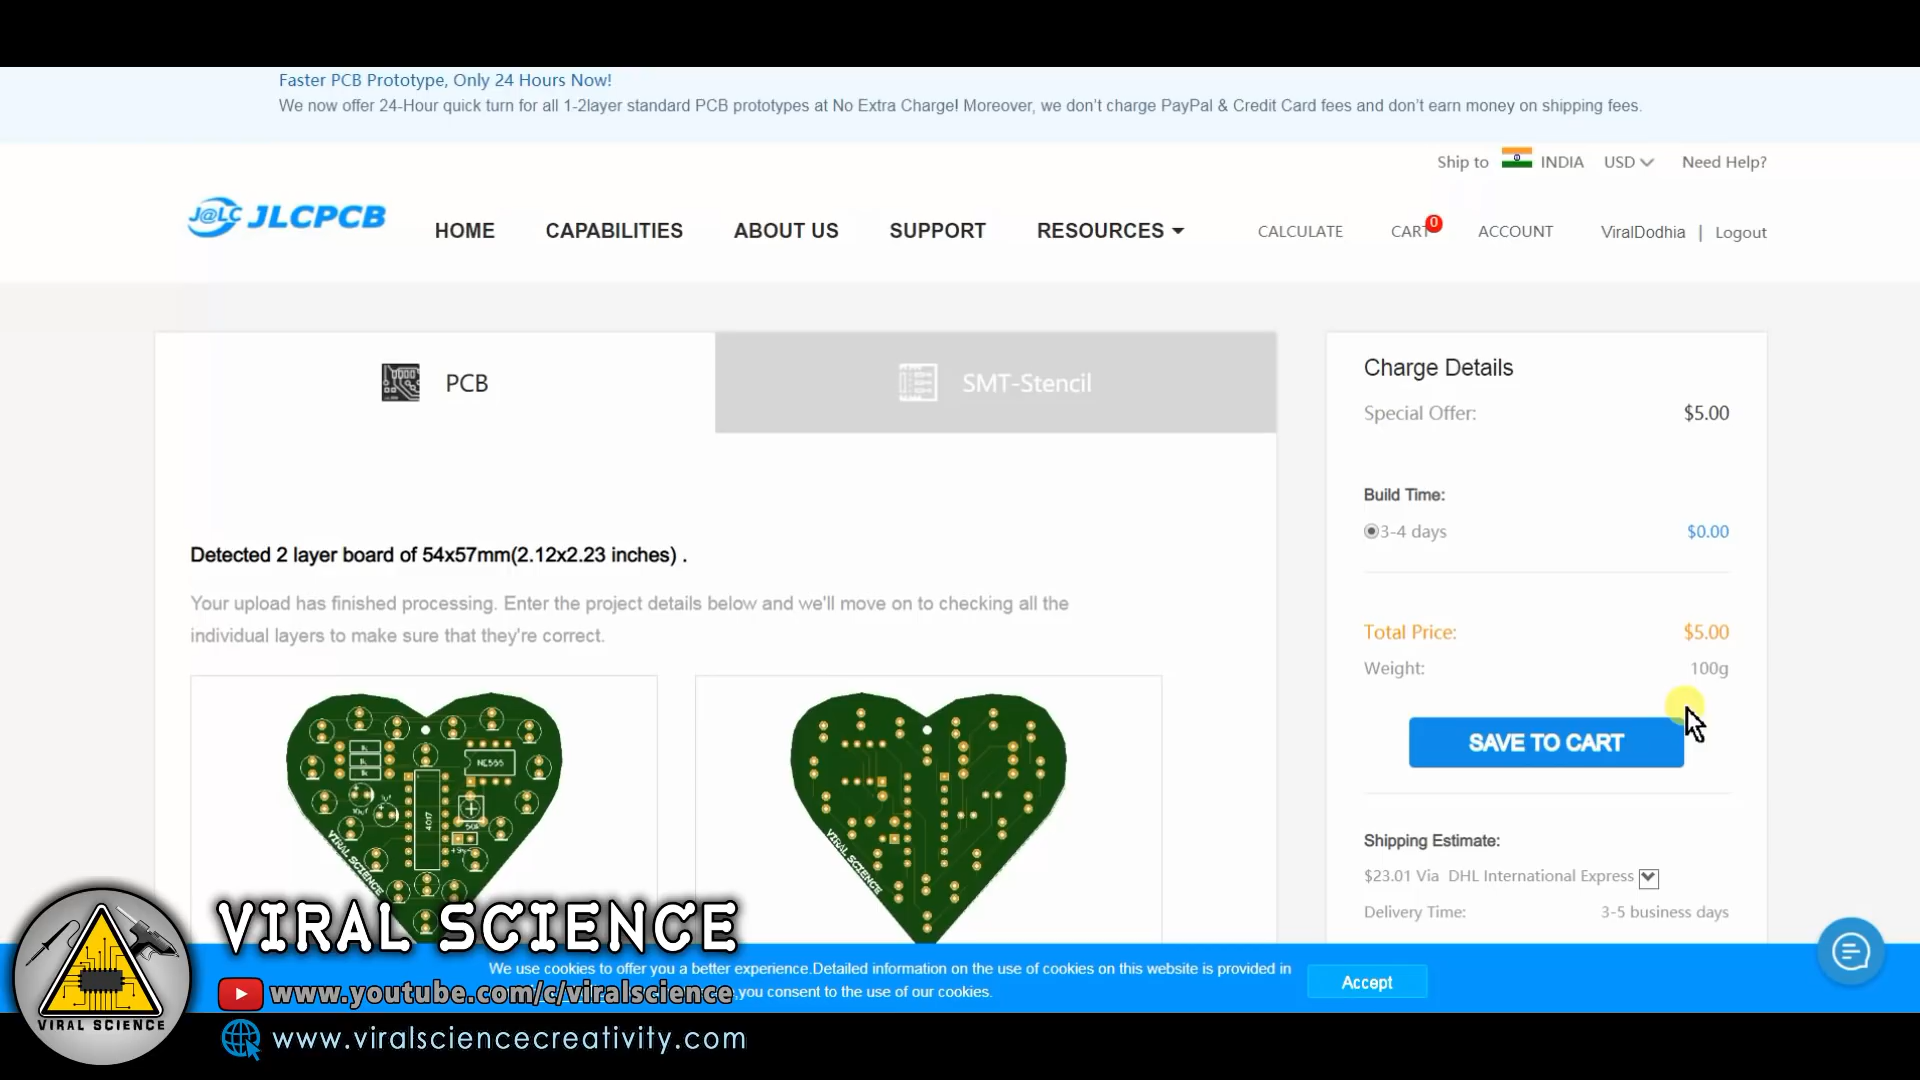 Faster PCB Prototype, Only 24 Hours Now!
We now offer 24-Hour quick turn for all 1-2layer standard PCB prototypes at No Extra Charge! Moreover, we don't charge PayPal & Credit Card fees and don't earn money on shipping fees.
Ship to INDIA USD Need Help?
J@LC JLCPCB HOME CAPABILITIES ABOUT US SUPPORT RESOURCES CALCULATE CART 0 ACCOUNT ViralDodhia | Logout
PCB SMT-Stencil
Charge Details
Special Offer: $5.00
Build Time:
3-4 days $0.00
Detected 2 layer board of 54x57mm(2.12x2.23 inches) .
Your upload has finished processing. Enter the project details below and we'll move on to checking all the
individual layers to make sure that they're correct.
Total Price: $5.00
Weight: 100g
SAVE TO CART
NE555
4017
VIRAL SCIENCE
VIRAL SCIENCE
Shipping Estimate:
$23.01 Via DHL International Express
Delivery Time: 3-5 business days
VIRAL SCIENCE
We use cookies to offer you a better experience.Detailed information on the use of cookies on this website is provided in
,you consent to the use of our cookies.
Accept
www.youtube.com/c/viralscience
VIRAL SCIENCE
www.viralsciencecreativity.com